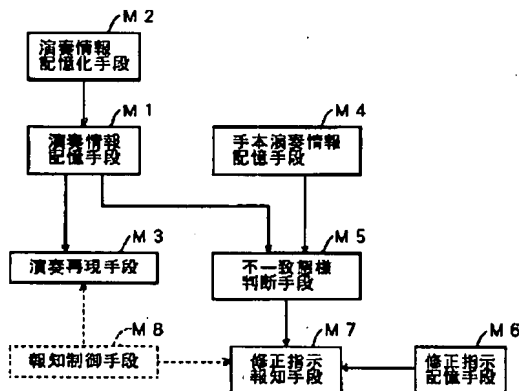 M2
演奏情報
記憶化手段
M1
演奏情報
記憶手段
M4
手本演奏情報
記憶手段
M3
演奏再現手段
M5
不一致態様
判断手段
M8
報知制御手段
M7
修正指示
報知手段
M6
修正指示
記憶手段